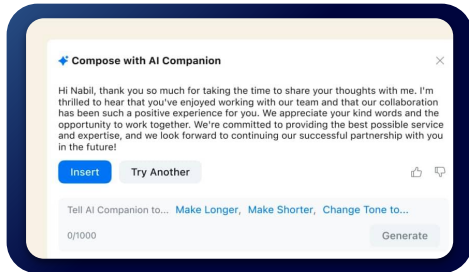 Compose with AI Companion
Hi Nabil, thank you so much for taking the time to share your thoughts with me. I'm
thrilled to hear that you've enjoyed working with our team and that our collaboration
has been such a positive experience for you. We appreciate your kind words and the
opportunity to work together. We're committed to providing the best possible service
and expertise, and we look forward to continuing our successful partnership with you
in the future!
Insert Try Another
Tell AI Companion to... Make Longer, Make Shorter, Change Tone to...
0/1000 Generate